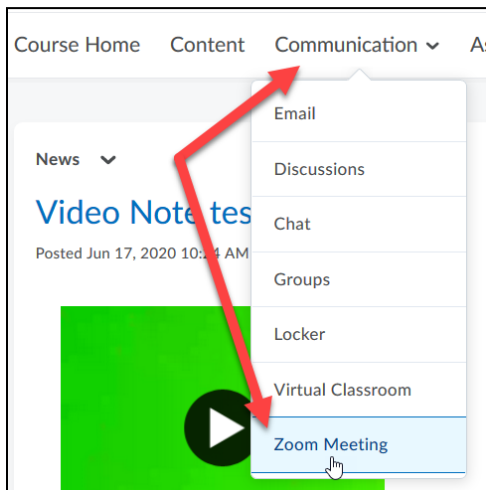 Course Home Content Communication
Email
News
Discussions
Video Note tes
Chat
Posted Jun 17, 2020 10:24 AM
Groups
Locker
Virtual Classroom
Zoom Meeting